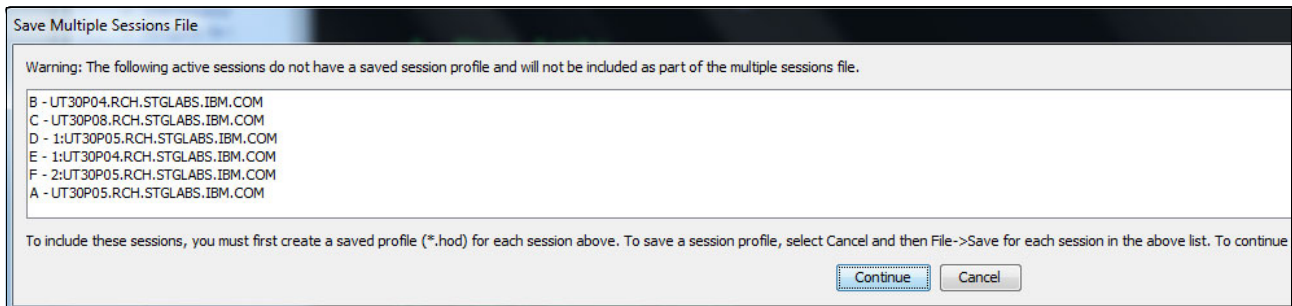 Save Multiple Sessions File
Warning: The following active sessions do not have a saved session profile and will not be included as part of the multiple sessions file.
B - UT30P04.RCH.STGLABS.IBM.COM
C - UT30P08.RCH.STGLABS.IBM.COM
D - 1:UT30P05.RCH.STGLABS.IBM.COM
E - 1:UT30P04.RCH.STGLABS.IBM.COM
F - 2:UT30P05.RCH.STGLABS.IBM.COM
A - UT30P05.RCH.STGLABS.IBM.COM
To include these sessions, you must first create a saved profile (*.hod) for each session above. To save a session profile, select Cancel and then File->Save for each session in the above list. To continue
Continue Cancel